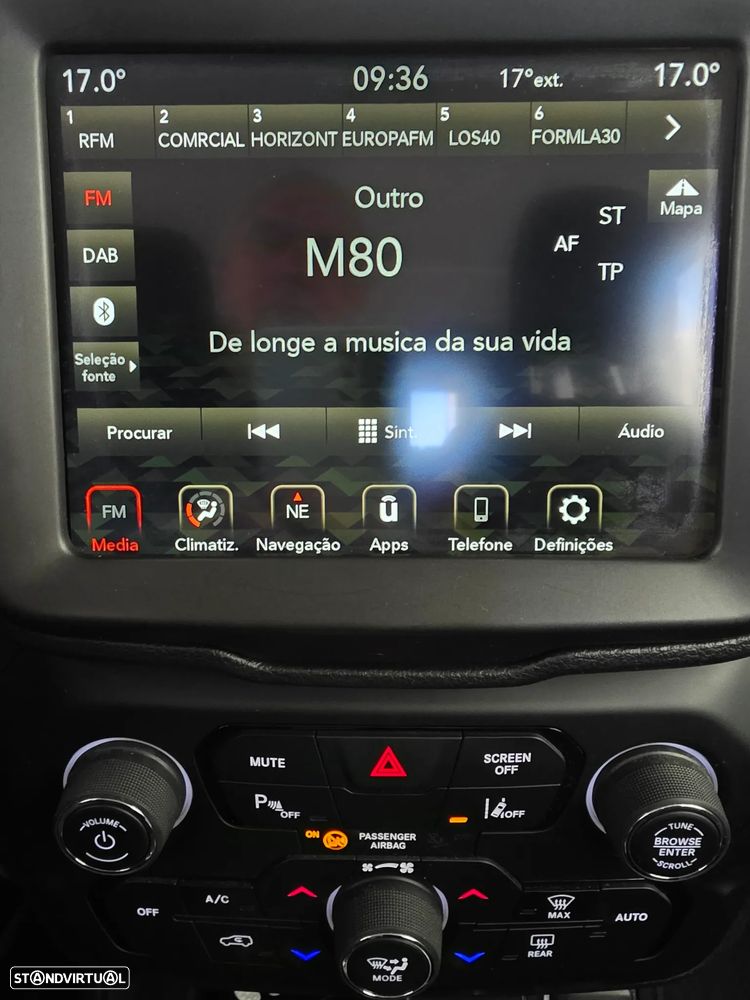 17.0°
09:36
17°ext.
17.0°
1 RFM
2 COMRCIAL
3 HORIZONT
4 EUROPAFM
5 LOS40
6 FORMLA30
FM
Outro
Mapa
ST
M80
AF
DAB
TP
De longe a musica da sua vida
Seleção
fonte
Procurar
Sint.
Áudio
FM
NE
Media
Climatiz.
Navegação
Apps
Telefone
Definições
MUTE
SCREEN
OFF
P
OFF
OFF
VOLUME
ON
PASSENGER
AIRBAG
TUNE
BROWSE
ENTER
SCROLL
OFF
A/C
MAX
AUTO
REAR
MODE
STANDVIRTUAL